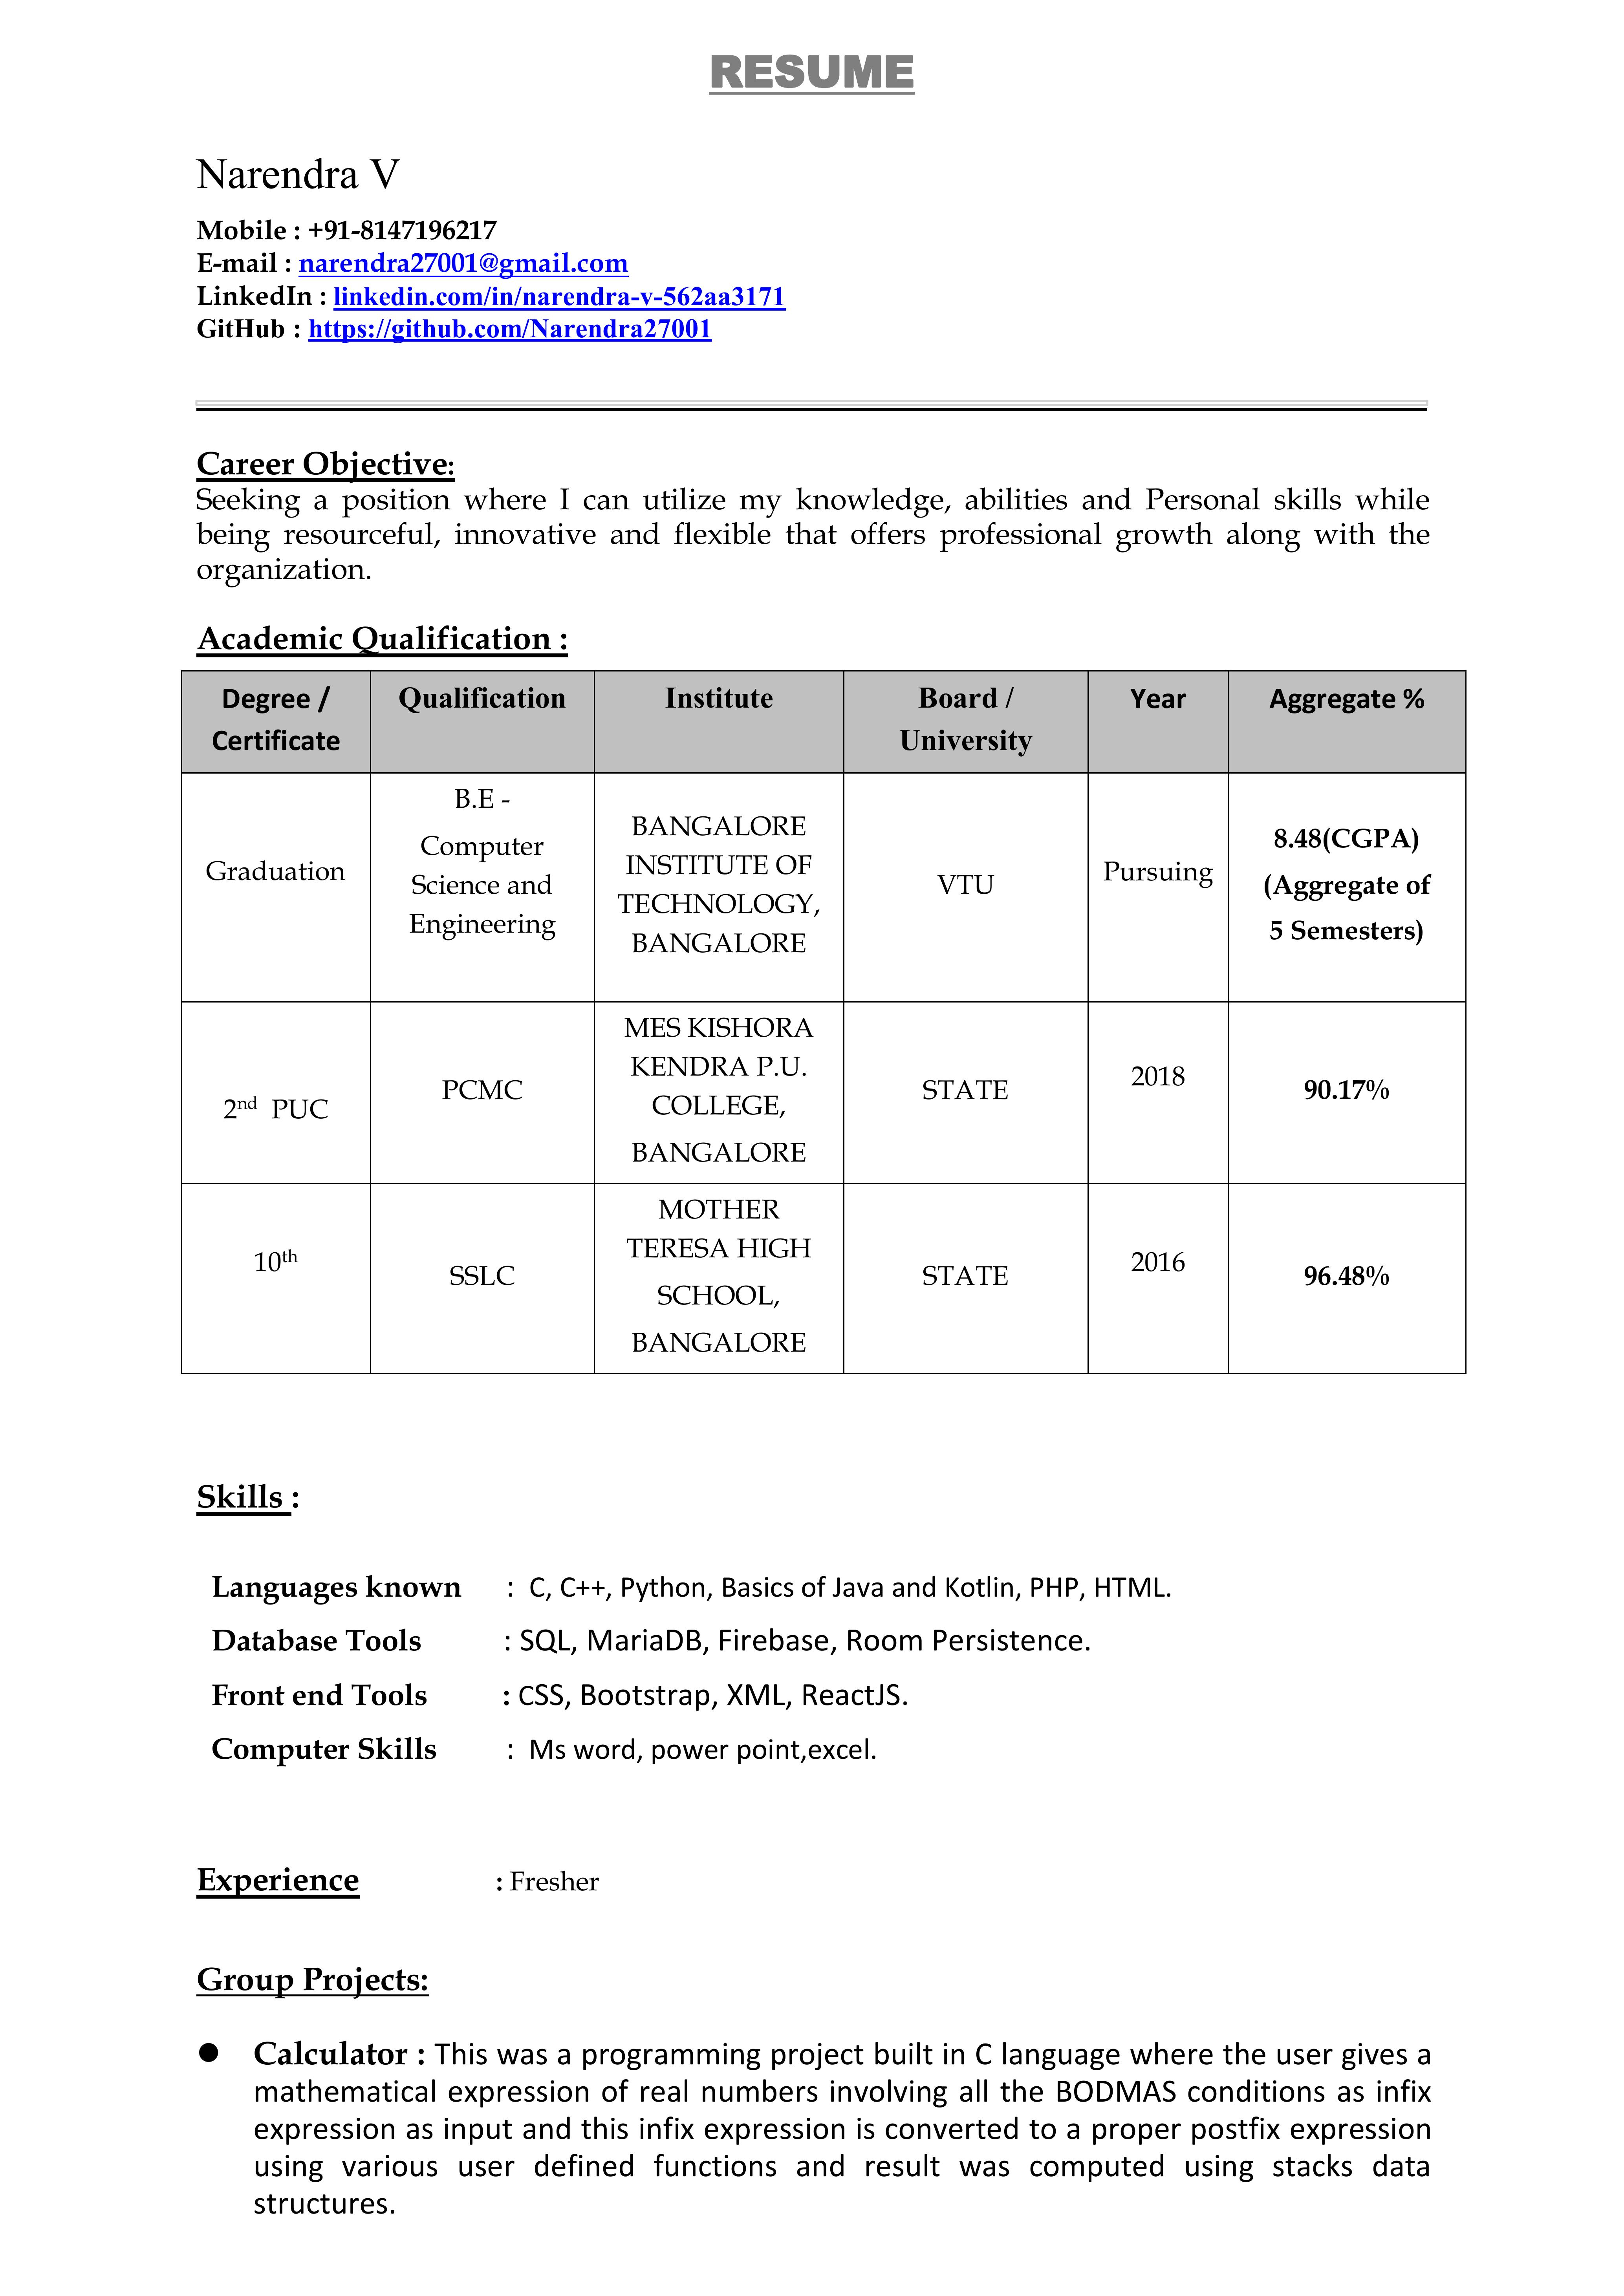 RESUME
Narendra V
Mobile : +91-8147196217
E-mail : narendra27001@gmail.com
LinkedIn : linkedin.com/in/narendra-v-562aa3171
GitHub : https://github.com/Narendra27001
Career Objective:
Seeking a position where I can utilize my knowledge, abilities and Personal skills while
being resourceful, innovative and flexible that offers professional growth along with the
organization.
Academic Qualification :
Degree / Certificate Qualification Institute Board / University Year Aggregate %
Graduation B.E - Computer Science and Engineering BANGALORE INSTITUTE OF TECHNOLOGY, BANGALORE VTU Pursuing 8.48(CGPA) (Aggregate of 5 Semesters)
2nd PUC PCMC MES KISHORA KENDRA P.U. COLLEGE, BANGALORE STATE 2018 90.17%
10th SSLC MOTHER TERESA HIGH SCHOOL, BANGALORE STATE 2016 96.48%
Skills :
Languages known : C, C++, Python, Basics of Java and Kotlin, PHP, HTML.
Database Tools : SQL, MariaDB, Firebase, Room Persistence.
Front end Tools : CSS, Bootstrap, XML, ReactJS.
Computer Skills : Ms word, power point,excel.
Experience : Fresher
Group Projects:
● Calculator : This was a programming project built in C language where the user gives a
mathematical expression of real numbers involving all the BODMAS conditions as infix
expression as input and this infix expression is converted to a proper postfix expression
using various user defined functions and result was computed using stacks data
structures.